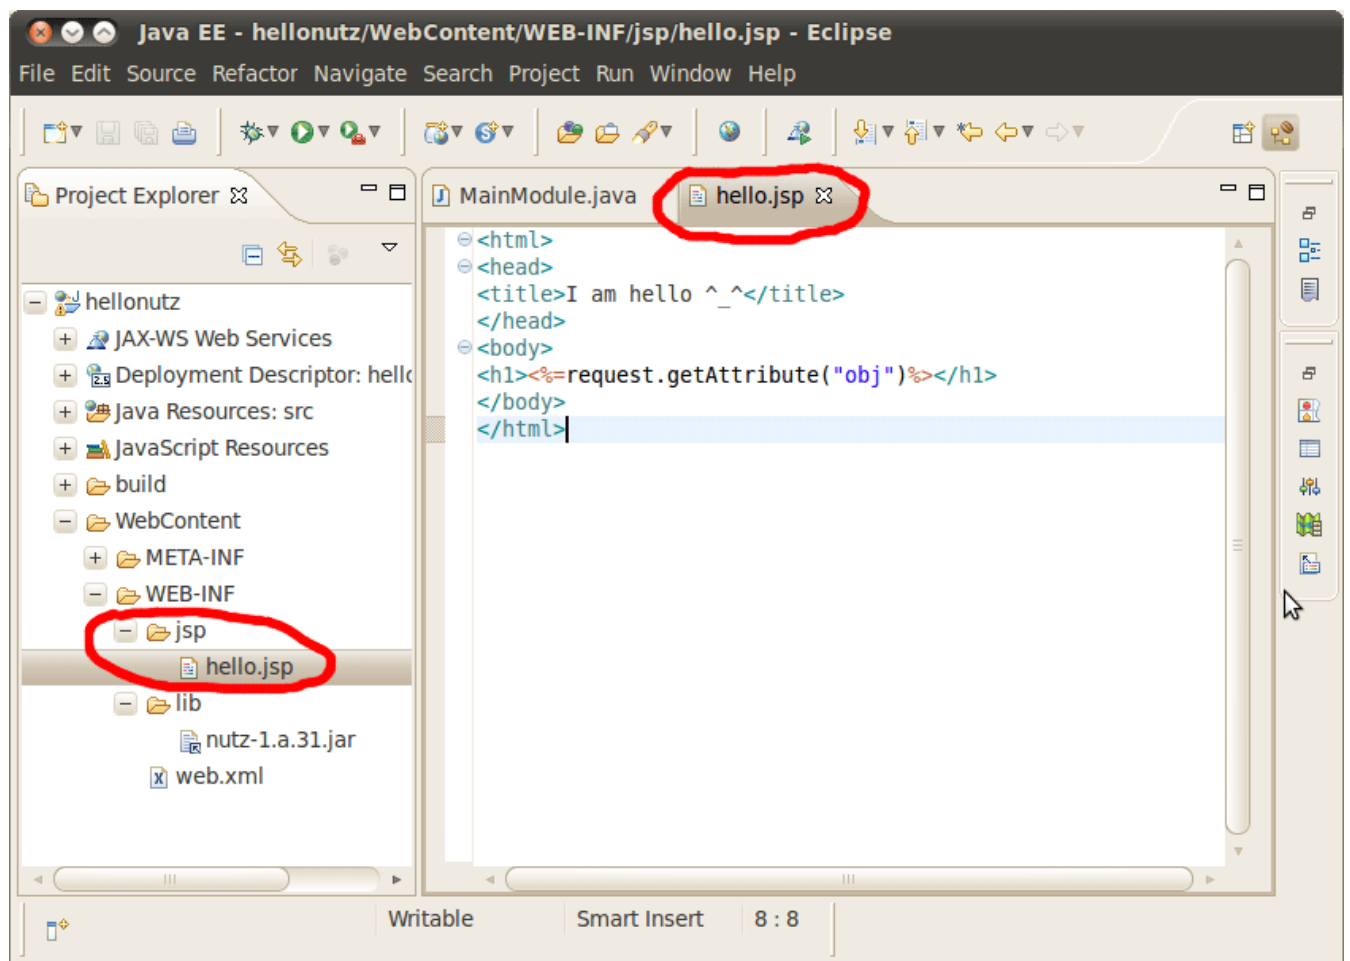 Java EE - hellonutz/WebContent/WEB-INF/jsp/hello.jsp - Eclipse
File Edit Source Refactor Navigate Search Project Run Window Help
Project Explorer
hellonutz
JAX-WS Web Services
2.5 Deployment Descriptor: hello
Java Resources: src
JavaScript Resources
build
WebContent
META-INF
WEB-INF
jsp
hello.jsp
lib
nutz-1.a.31.jar
web.xml
MainModule.java hello.jsp
<html>
<head>
<title>I am hello ^_^</title>
</head>
<body>
<h1><%=request.getAttribute("obj")%></h1>
</body>
</html>
Writable Smart Insert 8 : 8